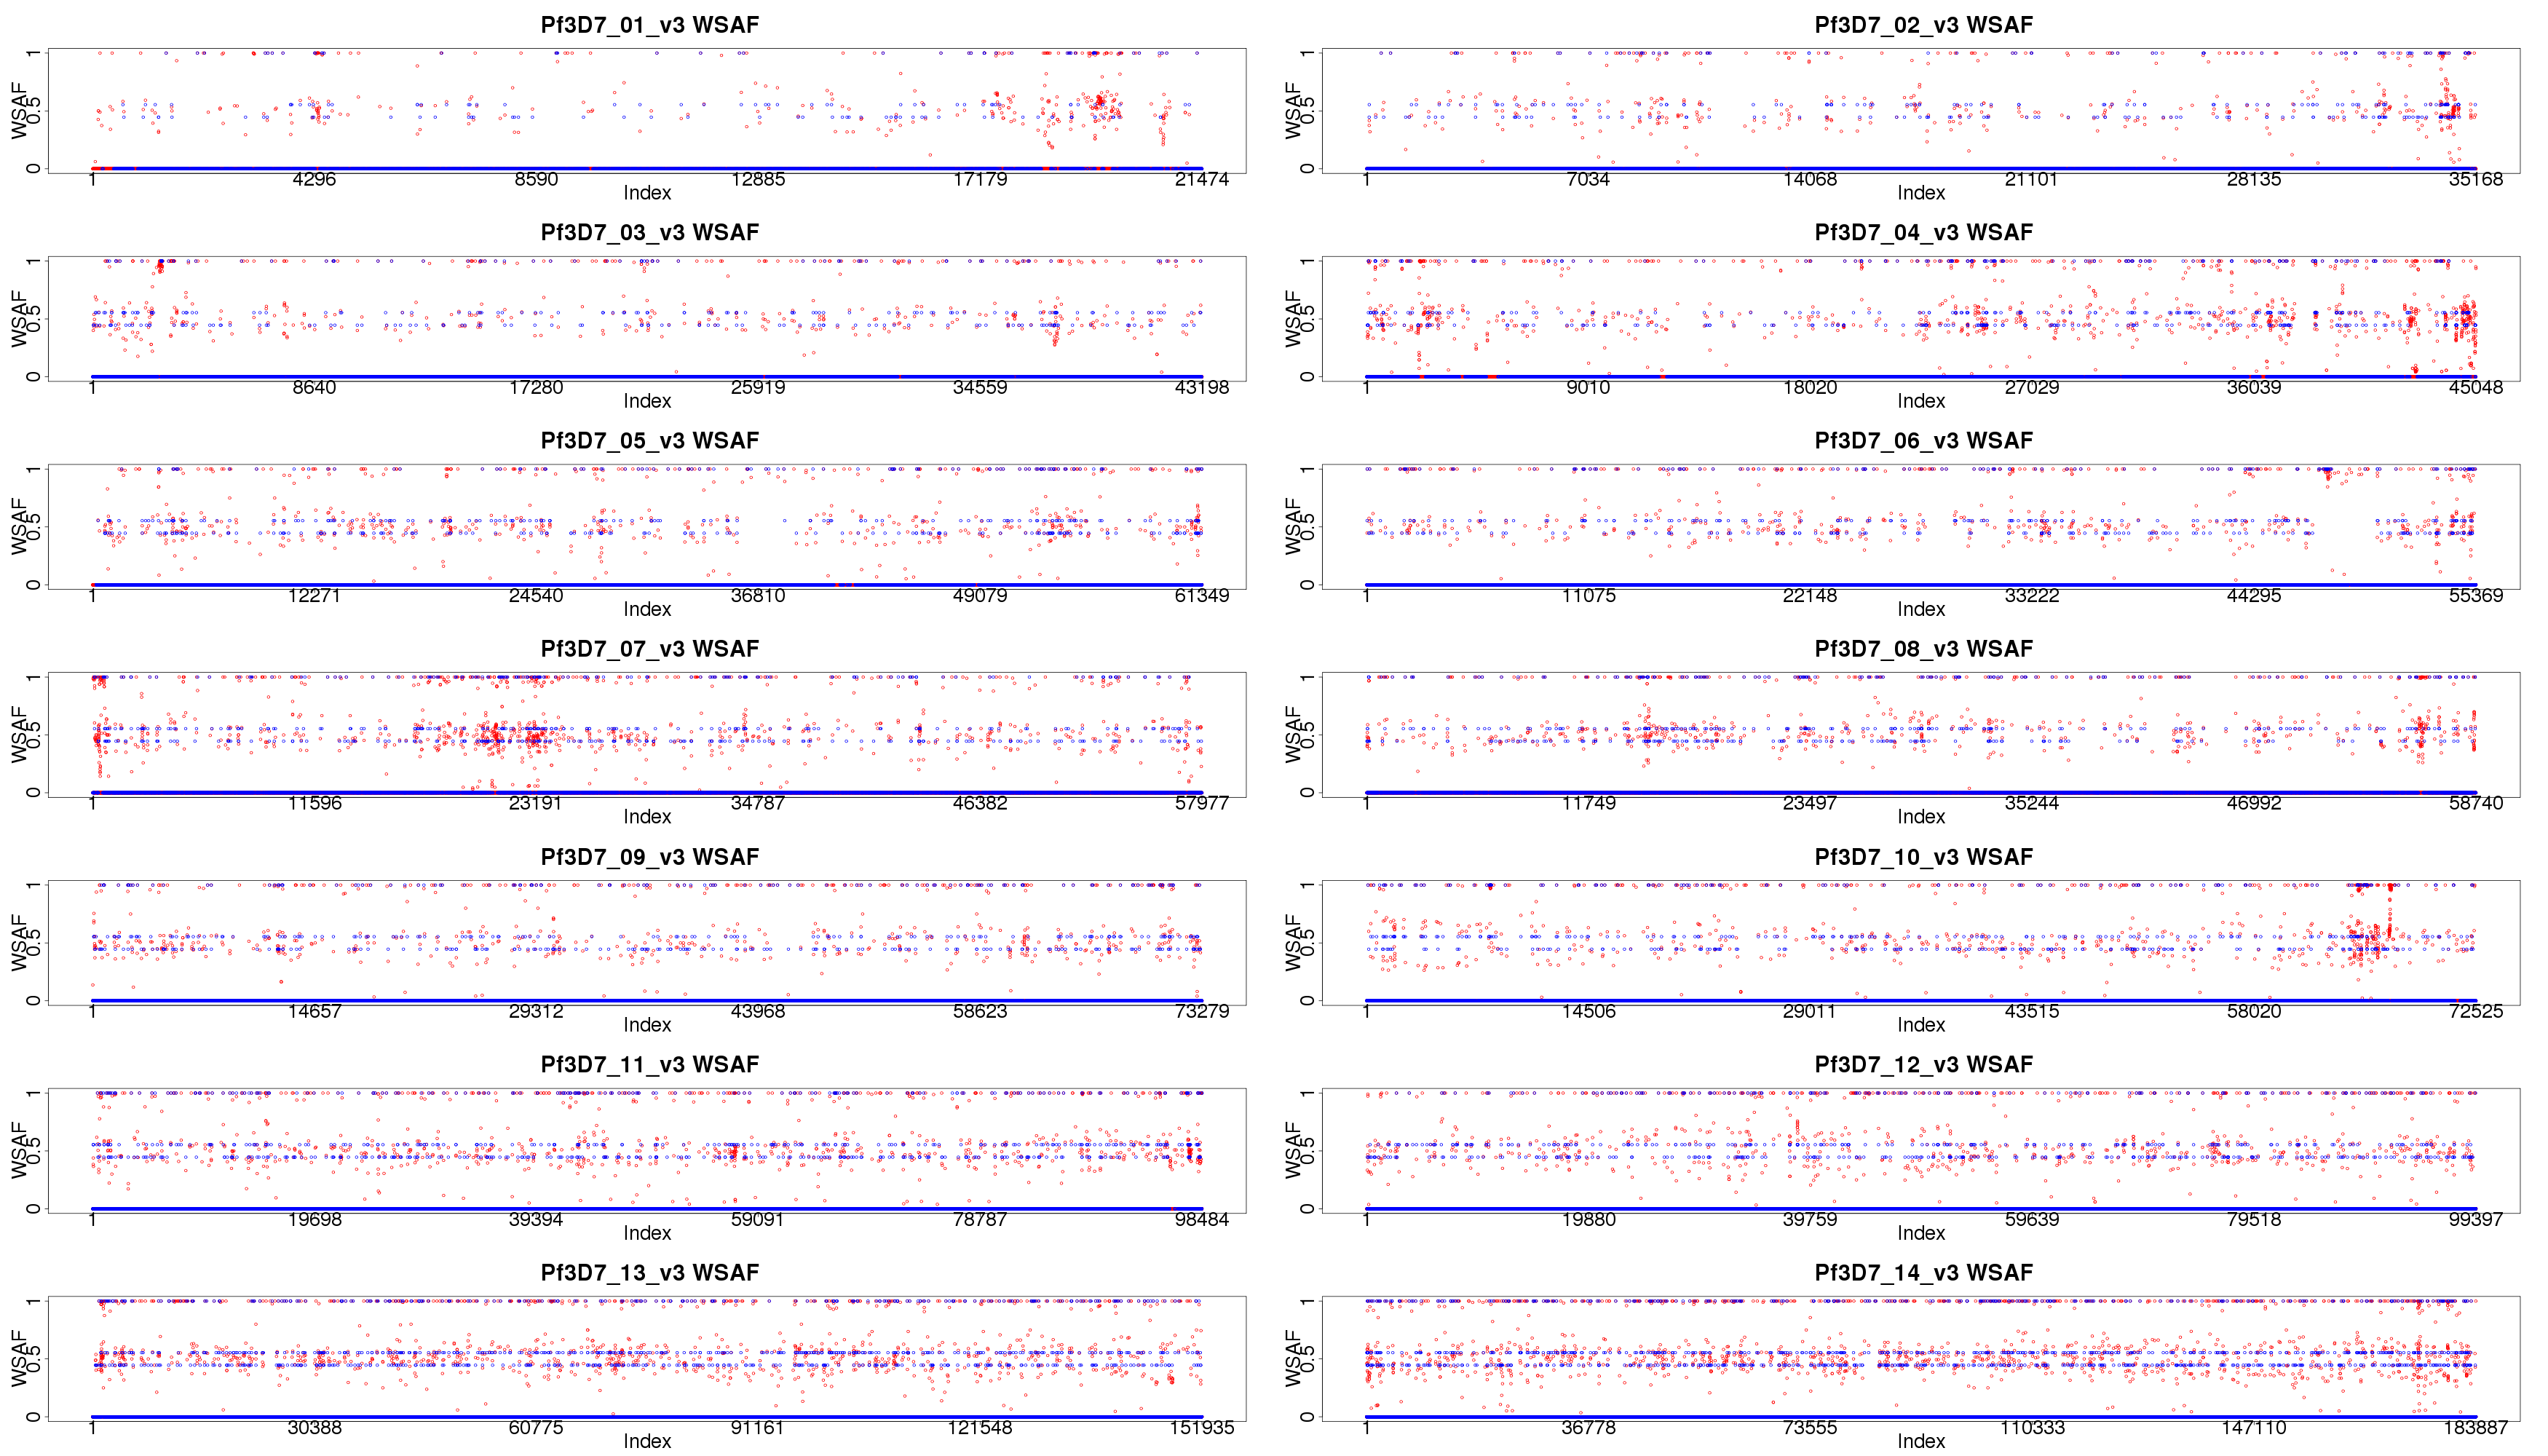 Pf3D7_01_v3 WSAF
WSAF
0 0.5 1
1 4296 8590 12885 17179 21474
Index
Pf3D7_02_v3 WSAF
WSAF
0 0.5 1
1 7034 14068 21101 28135 35168
Index
Pf3D7_03_v3 WSAF
WSAF
0 0.5 1
1 8640 17280 25919 34559 43198
Index
Pf3D7_04_v3 WSAF
WSAF
0 0.5 1
1 9010 18020 27029 36039 45048
Index
Pf3D7_05_v3 WSAF
WSAF
0 0.5 1
1 12271 24540 36810 49079 61349
Index
Pf3D7_06_v3 WSAF
WSAF
0 0.5 1
1 11075 22148 33222 44295 55369
Index
Pf3D7_07_v3 WSAF
WSAF
0 0.5 1
1 11596 23191 34787 46382 57977
Index
Pf3D7_08_v3 WSAF
WSAF
0 0.5 1
1 11749 23497 35244 46992 58740
Index
Pf3D7_09_v3 WSAF
WSAF
0 0.5 1
1 14657 29312 43968 58623 73279
Index
Pf3D7_10_v3 WSAF
WSAF
0 0.5 1
1 14506 29011 43515 58020 72525
Index
Pf3D7_11_v3 WSAF
WSAF
0 0.5 1
1 19698 39394 59091 78787 98484
Index
Pf3D7_12_v3 WSAF
WSAF
0 0.5 1
1 19880 39759 59639 79518 99397
Index
Pf3D7_13_v3 WSAF
WSAF
0 0.5 1
1 30388 60775 91161 121548 151935
Index
Pf3D7_14_v3 WSAF
WSAF
0 0.5 1
1 36778 73555 110333 147110 183887
Index